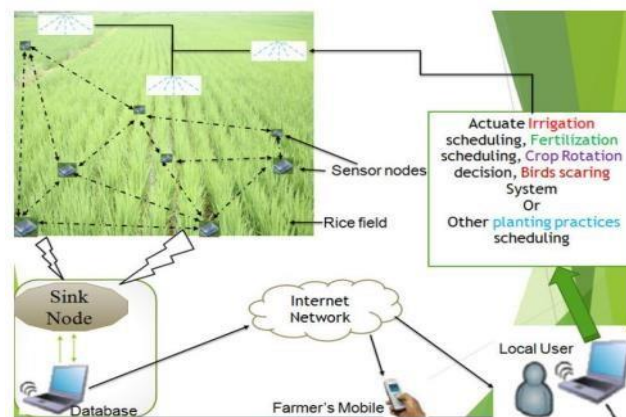 Sensor nodes
Rice field
Actuate Irrigation
scheduling, Fertilization
scheduling, Crop Rotation
decision, Birds scaring
System
Or
Other planting practices
scheduling
Sink
Node
Database
Internet
Network
Farmer's Mobile
Local User